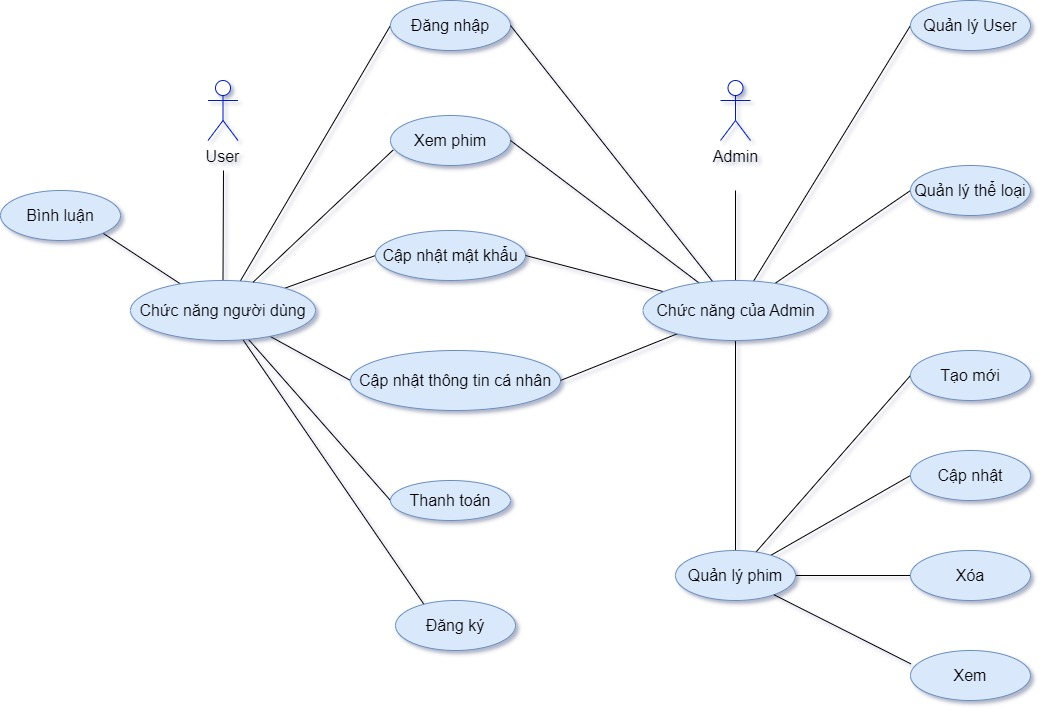 Đăng nhập
Quản lý User
User
Admin
Xem phim
Quản lý thể loại
Bình luận
Cập nhật mật khẩu
Chức năng người dùng
Chức năng của Admin
Cập nhật thông tin cá nhân
Tạo mới
Cập nhật
Thanh toán
Quản lý phim
Xóa
Đăng ký
Xem